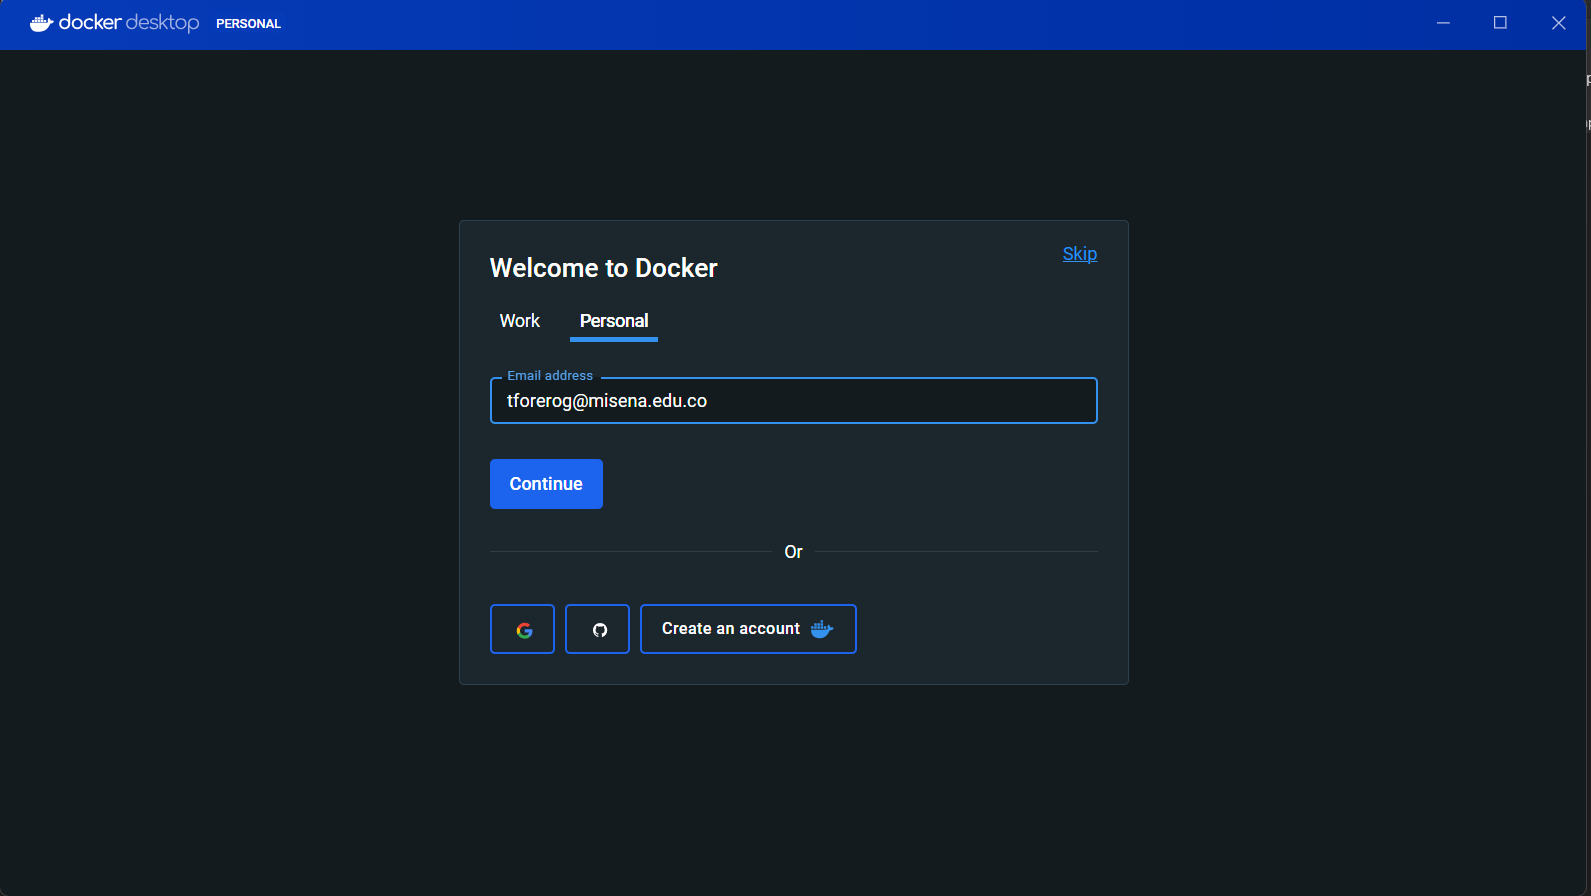 docker desktop PERSONAL
Welcome to Docker
Skip
Work Personal
Email address
tforerog@misena.edu.co
Continue
Or
Create an account